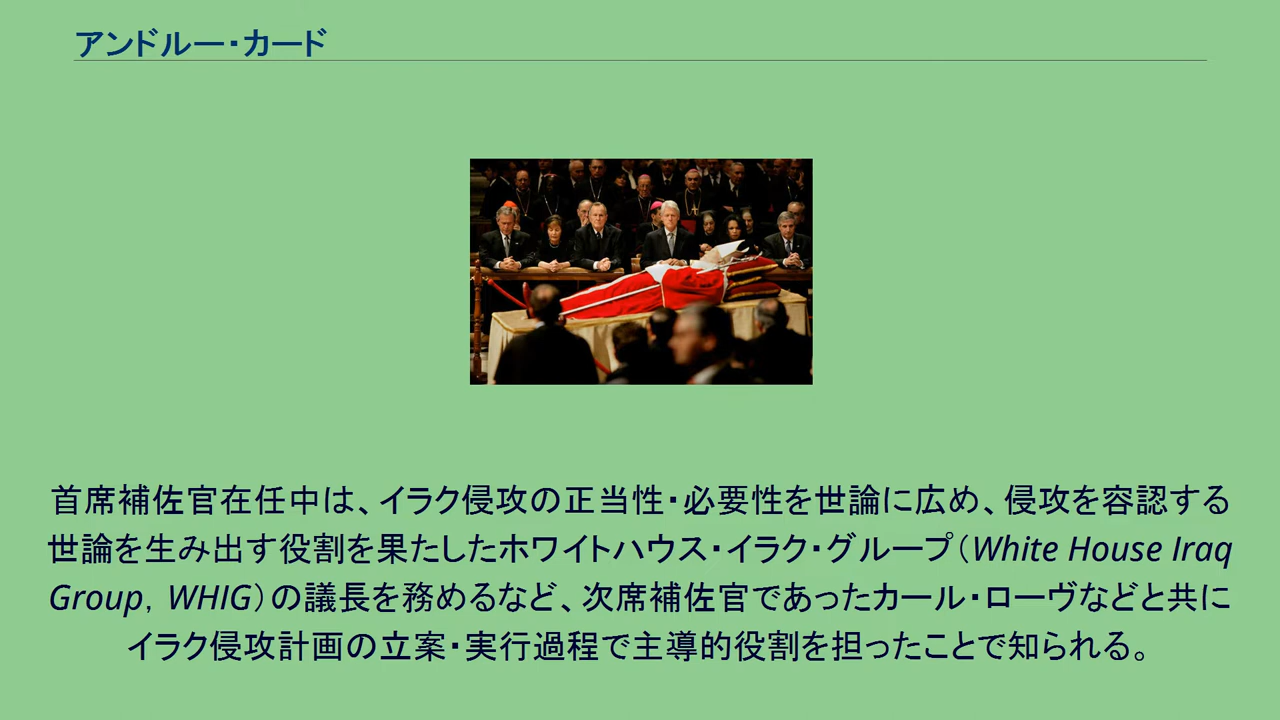 アンドルー・カード
首席補佐官在任中は、イラク侵攻の正当性・必要性を世論に広め、侵攻を容認する
世論を生み出す役割を果たしたホワイトハウス・イラク・グループ（White House Iraq
Group，WHIG）の議長を務めるなど、次席補佐官であったカール・ローヴなどと共に
イラク侵攻計画の立案・実行過程で主導的役割を担ったことで知られる。